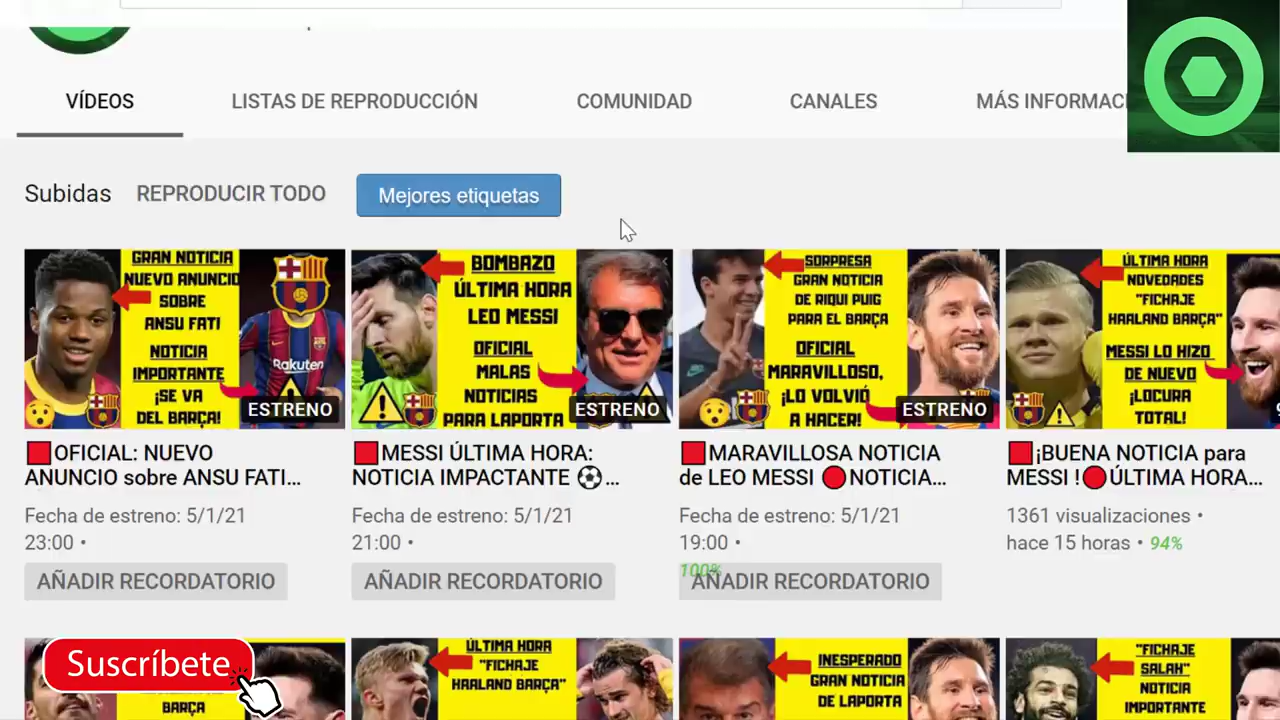 VÍDEOS
LISTAS DE REPRODUCCIÓN
COMUNIDAD
CANALES
MÁS INFORMACI
Subidas
REPRODUCIR TODO
Mejores etiquetas
GRAN NOTICIA
NUEVO ANUNCIO
SOBRE
ANSU FATI
NOTICIA
IMPORTANTE
¡SE VA
DEL BARÇA!
Rakuten
ESTRENO
BOMBAZO
ÚLTIMA HORA
LEO MESSI
OFICIAL
MALAS
NOTICIAS
PARA LAPORTA
ESTRENO
SORPRESA
GRAN NOTICIA
DE RIQUI PUIG
PARA EL BARÇA
OFICIAL
MARAVILLOSO,
¡LO VOLVIÓ
A HACER!
ESTRENO
ÚLTIMA HORA
NOVEDADES
"FICHAJE
HAALAND BARÇA"
MESSI LO HIZO
DE NUEVO
¡LOCURA
TOTAL!
OFICIAL: NUEVO
ANUNCIO sobre ANSU FATI...
MESSI ÚLTIMA HORA:
NOTICIA IMPACTANTE ⚽...
MARAVILLOSA NOTICIA
de LEO MESSI 🔴NOTICIA...
¡BUENA NOTICIA para
MESSI !🔴ÚLTIMA HORA...
Fecha de estreno: 5/1/21
23:00 •
Fecha de estreno: 5/1/21
21:00 •
Fecha de estreno: 5/1/21
19:00 •
100%
1361 visualizaciones •
hace 15 horas • 94%
AÑADIR RECORDATORIO
AÑADIR RECORDATORIO
AÑADIR RECORDATORIO
Suscríbete
BARÇA
ÚLTIMA HORA
"FICHAJE
HAALAND BARÇA"
INESPERADO
GRAN NOTICIA
DE LAPORTA
"FICHAJE
SALAH"
NOTICIA
IMPORTANTE